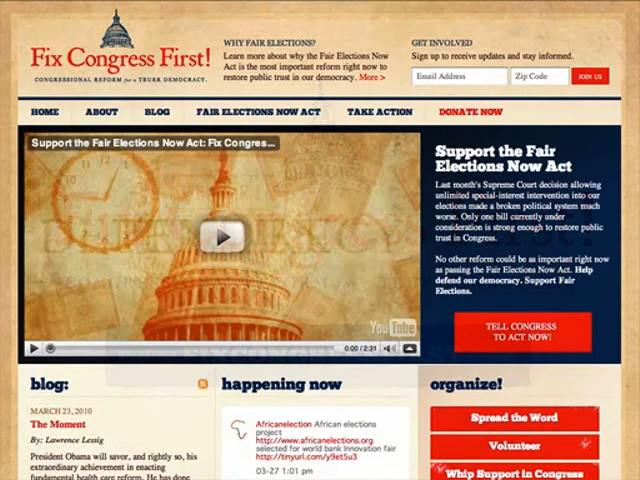 Fix Congress First!
CONGRESSIONAL REFORM for a TRUER DEMOCRACY.
WHY FAIR ELECTIONS?
Learn more about why the Fair Elections Now
Act is the most important reform right now to
restore public trust in our democracy. More >
GET INVOLVED
Sign up to receive updates and stay informed.
Email Address
Zip Code
JOIN US
HOME
ABOUT
BLOG
FAIR ELECTIONS NOW ACT
TAKE ACTION
DONATE NOW
Support the Fair Elections Now Act: Fix Congres...
YouTube
0:00 / 2:31
Support the Fair
Elections Now Act
Last month's Supreme Court decision allowing
unlimited special-interest intervention into our
elections made a broken political system much
worse. Only one bill currently under
consideration is strong enough to restore public
trust in Congress.
No other reform could be as important right now
as passing the Fair Elections Now Act. Help
defend our democracy. Support Fair
Elections.
TELL CONGRESS
TO ACT NOW!
blog:
MARCH 23, 2010
The Moment
By: Lawrence Lessig
President Obama will savor, and rightly so, his
extraordinary achievement in enacting
fundamental health care reform. He has done
happening now
Africanelection African elections
project
http://www.africanelections.org
selected for world bank Innovation fair
http://tinyurl.com/y9et5u3
03-27 1:01 pm
organize!
Spread the Word
Volunteer
Whip Support in Congress